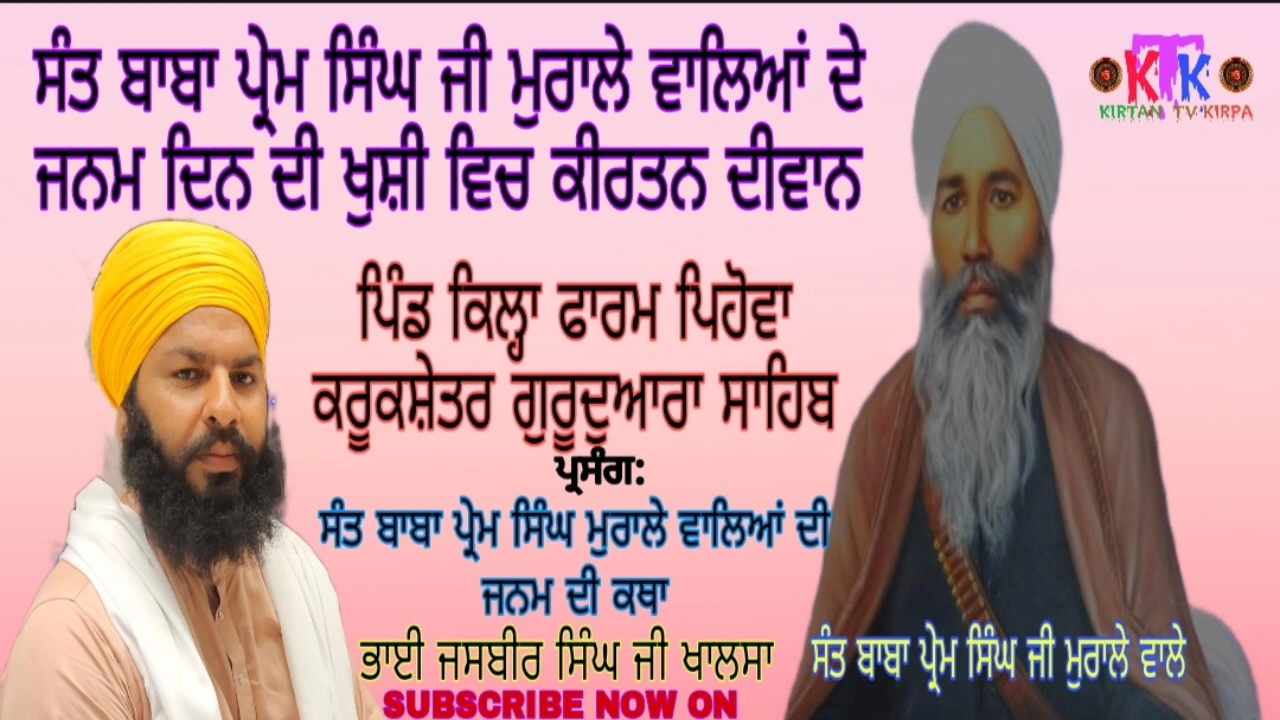 ਸੰਤ ਬਾਬਾ ਪ੍ਰੇਮ ਸਿੰਘ ਜੀ ਮੁਰਾਲੇ ਵਾਲਿਆਂ ਦੇ
ਜਨਮ ਦਿਨ ਦੀ ਖੁਸ਼ੀ ਵਿਚ ਕੀਰਤਨ ਦੀਵਾਨ
KTK
KIRTAN TV KIRPA
ਪਿੰਡ ਕਿਲ੍ਹਾ ਫਾਰਮ ਪਿਹੋਵਾ
ਕਰੂਕਸ਼ੇਤਰ ਗੁਰੂਦੁਆਰਾ ਸਾਹਿਬ
ਪ੍ਰਸੰਗ:
ਸੰਤ ਬਾਬਾ ਪ੍ਰੇਮ ਸਿੰਘ ਮੁਰਾਲੇ ਵਾਲਿਆਂ ਦੀ
ਜਨਮ ਦੀ ਕਥਾ
ਭਾਈ ਜਸਬੀਰ ਸਿੰਘ ਜੀ ਖਾਲਸਾ
ਸੰਤ ਬਾਬਾ ਪ੍ਰੇਮ ਸਿੰਘ ਜੀ ਮੁਰਾਲੇ ਵਾਲੇ
SUBSCRIBE NOW ON